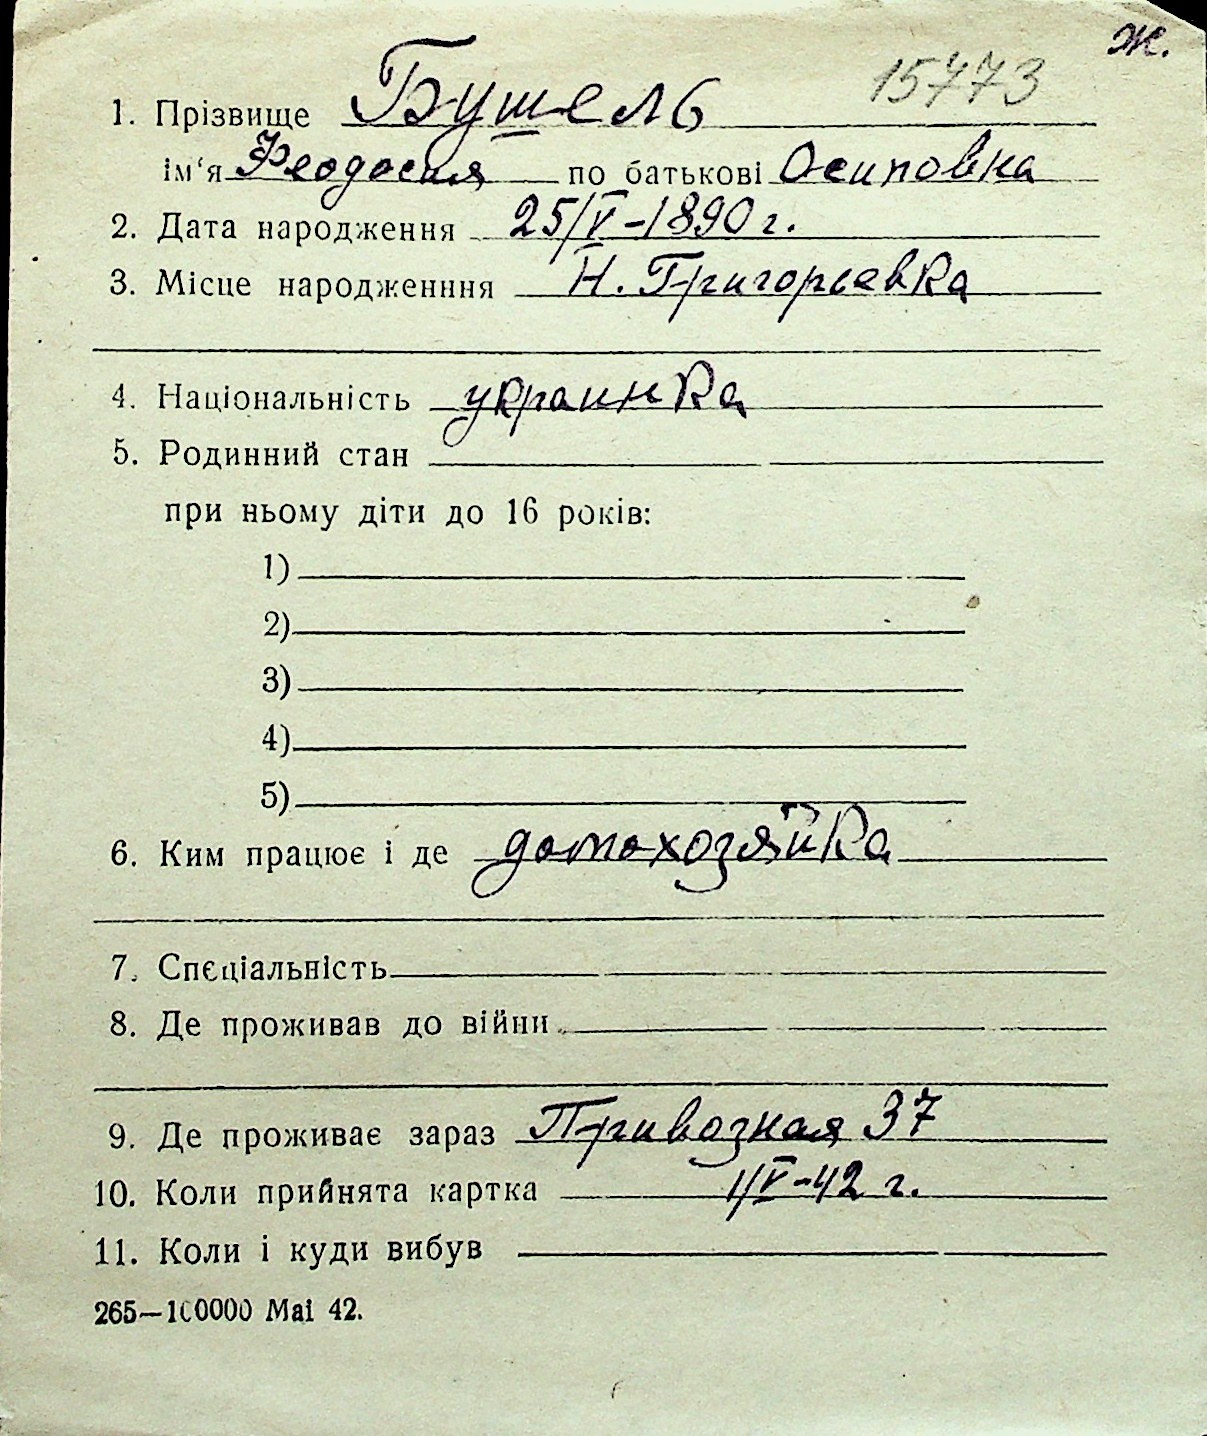 ж.
15773
1. Прізвище Бушель
ім'я Феодосия по батькові Осиповна
2. Дата народження 25/V-1890 г.
3. Місце народженння Н. Григорьевка
4. Національність украинка
5. Родинний стан
при ньому діти до 16 років:
1)
2)
3)
4)
5)
6. Ким працює і де домохозяйка
7. Спєціальність
8. Де проживав до війни
9. Де проживає зараз Привозная 37
10. Коли прийнята картка 1/V-42 г.
11. Коли і куди вибув
265—100000 Маі 42.